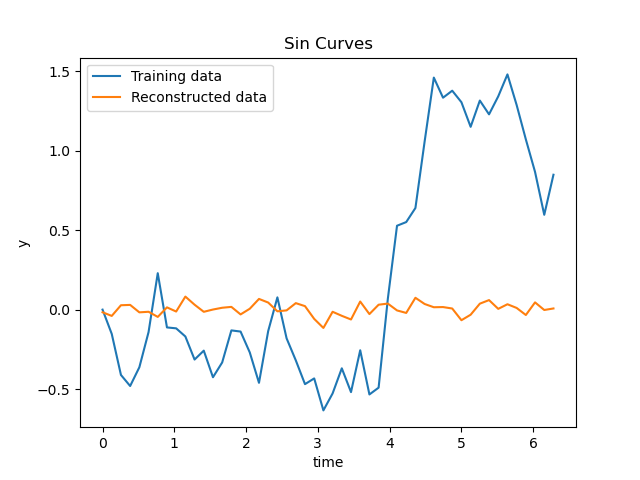 Sin Curves
Training data
Reconstructed data
1.5
1.0
0.5
0.0
−0.5
y
0 1 2 3 4 5 6
time